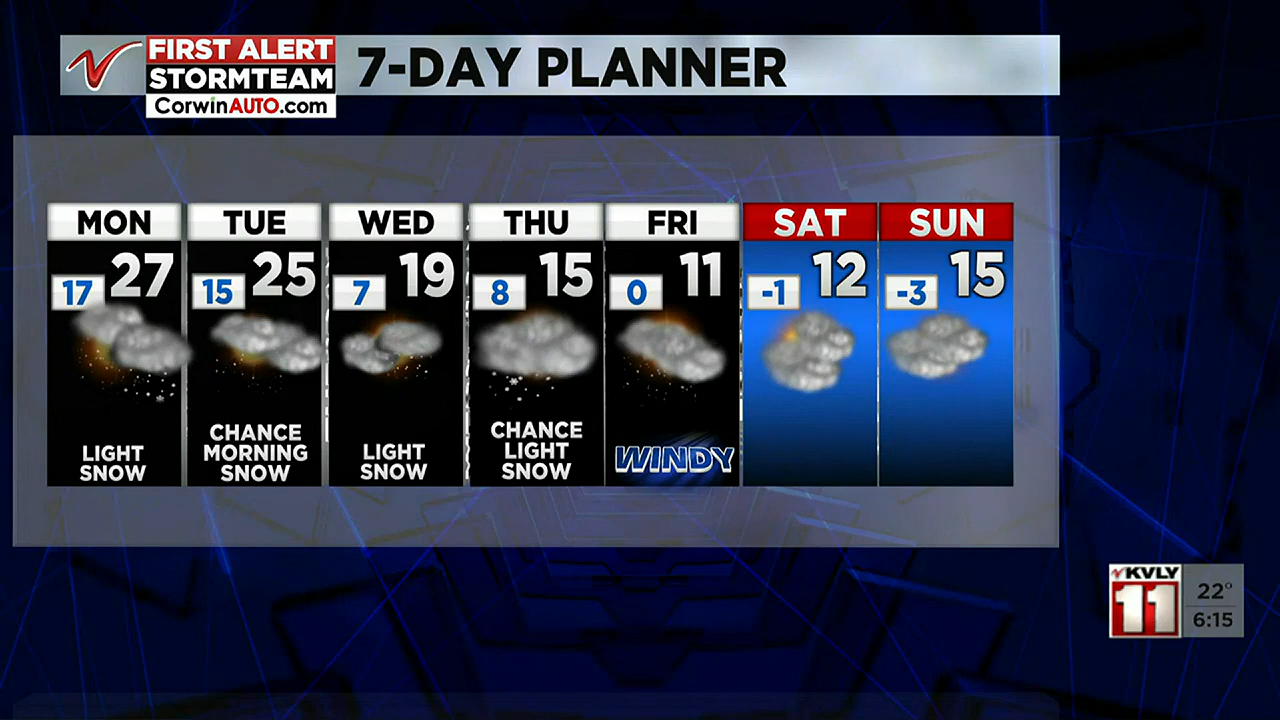 FIRST ALERT
STORMTEAM
CorwinAUTO.com
7-DAY PLANNER
MON
TUE
WED
THU
FRI
SAT
SUN
17 27
15 25
7 19
8 15
0 11
-1 12
-3 15
LIGHT
SNOW
CHANCE
MORNING
SNOW
LIGHT
SNOW
CHANCE
LIGHT
SNOW
WINDY
KVLY
11
22°
6:15